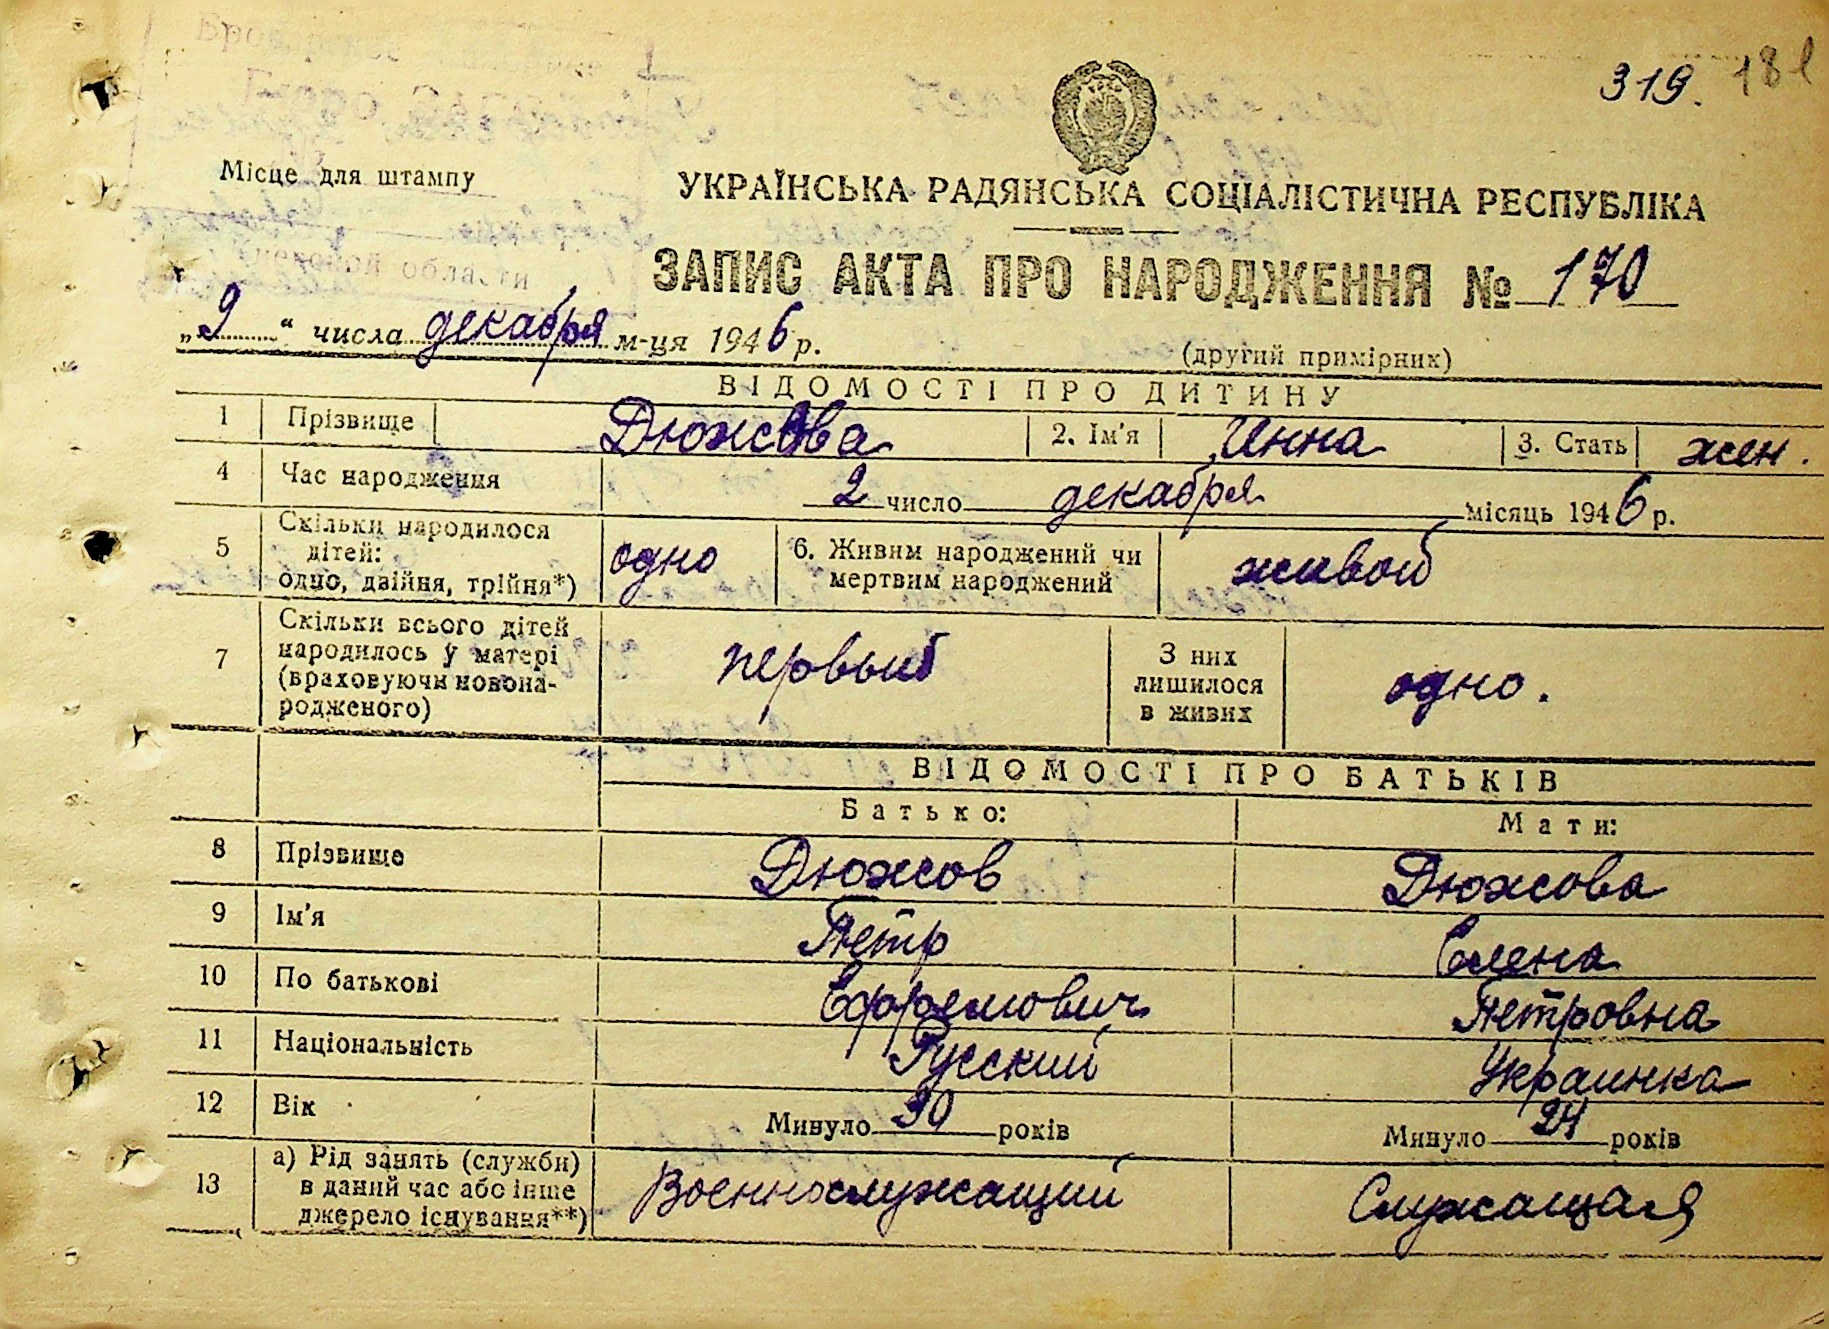 319. 181
Місце для штампу
УКРАЇНСЬКА РАДЯНСЬКА СОЦІАЛІСТИЧНА РЕСПУБЛІКА
ЗАПИС АКТА ПРО НАРОДЖЕННЯ № 170
„9“ числа декабря м-ця 1946 р.
(другий примірник)
ВІДОМОСТІ ПРО ДИТИНУ
1 Прізвище Дюжова 2. Ім'я Инна 3. Стать жен.
4 Час народження 2 число декабря місяць 1946 р.
5 Скільки народилося
дітей:
одно, двійня, трійня*) одно 6. Живим народжений чи
мертвим народжений живой
7 Скільки всього дітей
народилось у матері
(враховуючи новона-
родженого) первый З них
лишилося
в живих одно.
ВІДОМОСТІ ПРО БАТЬКІВ
Батько: Мати:
8 Прізвище Дюжов Дюжова
9 Ім'я Петр Елена
10 По батькові Ефремович Петровна
11 Національність Русский Украинка
12 Вік Минуло 30 років Минуло 24 років
13 а) Рід занять (служби)
в даний час або інше
джерело існування**) Военнослужащий Служащая